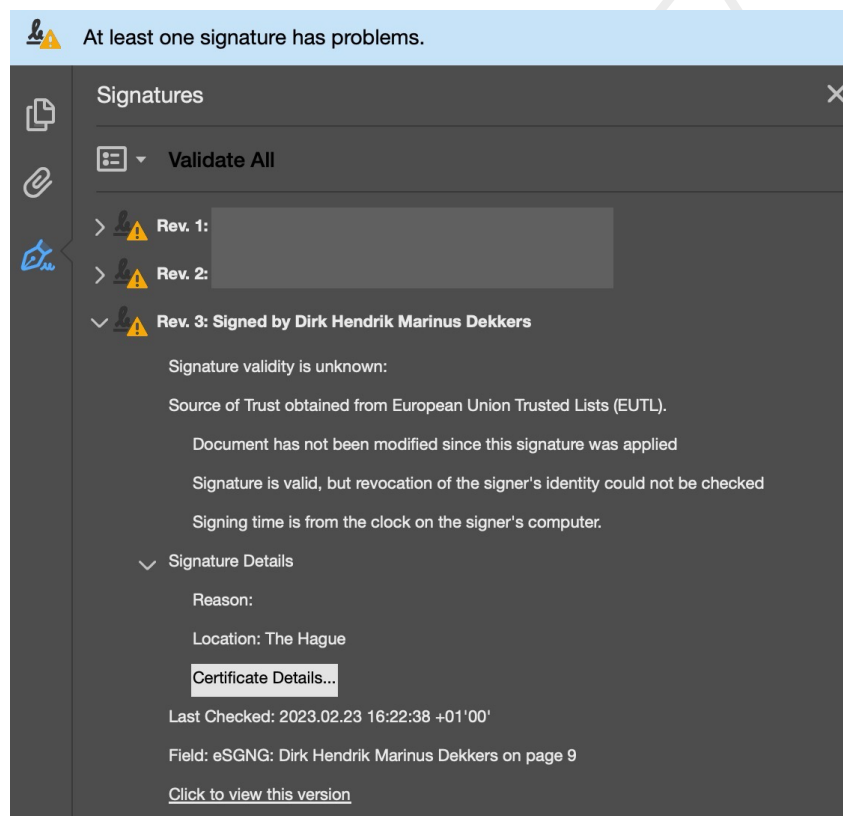 At least one signature has problems.
Signatures
Validate All
Rev. 1:
Rev. 2:
Rev. 3: Signed by Dirk Hendrik Marinus Dekkers
Signature validity is unknown:
Source of Trust obtained from European Union Trusted Lists (EUTL).
Document has not been modified since this signature was applied
Signature is valid, but revocation of the signer's identity could not be checked
Signing time is from the clock on the signer's computer.
Signature Details
Reason:
Location: The Hague
Certificate Details...
Last Checked: 2023.02.23 16:22:38 +01'00'
Field: eSGNG: Dirk Hendrik Marinus Dekkers on page 9
Click to view this version